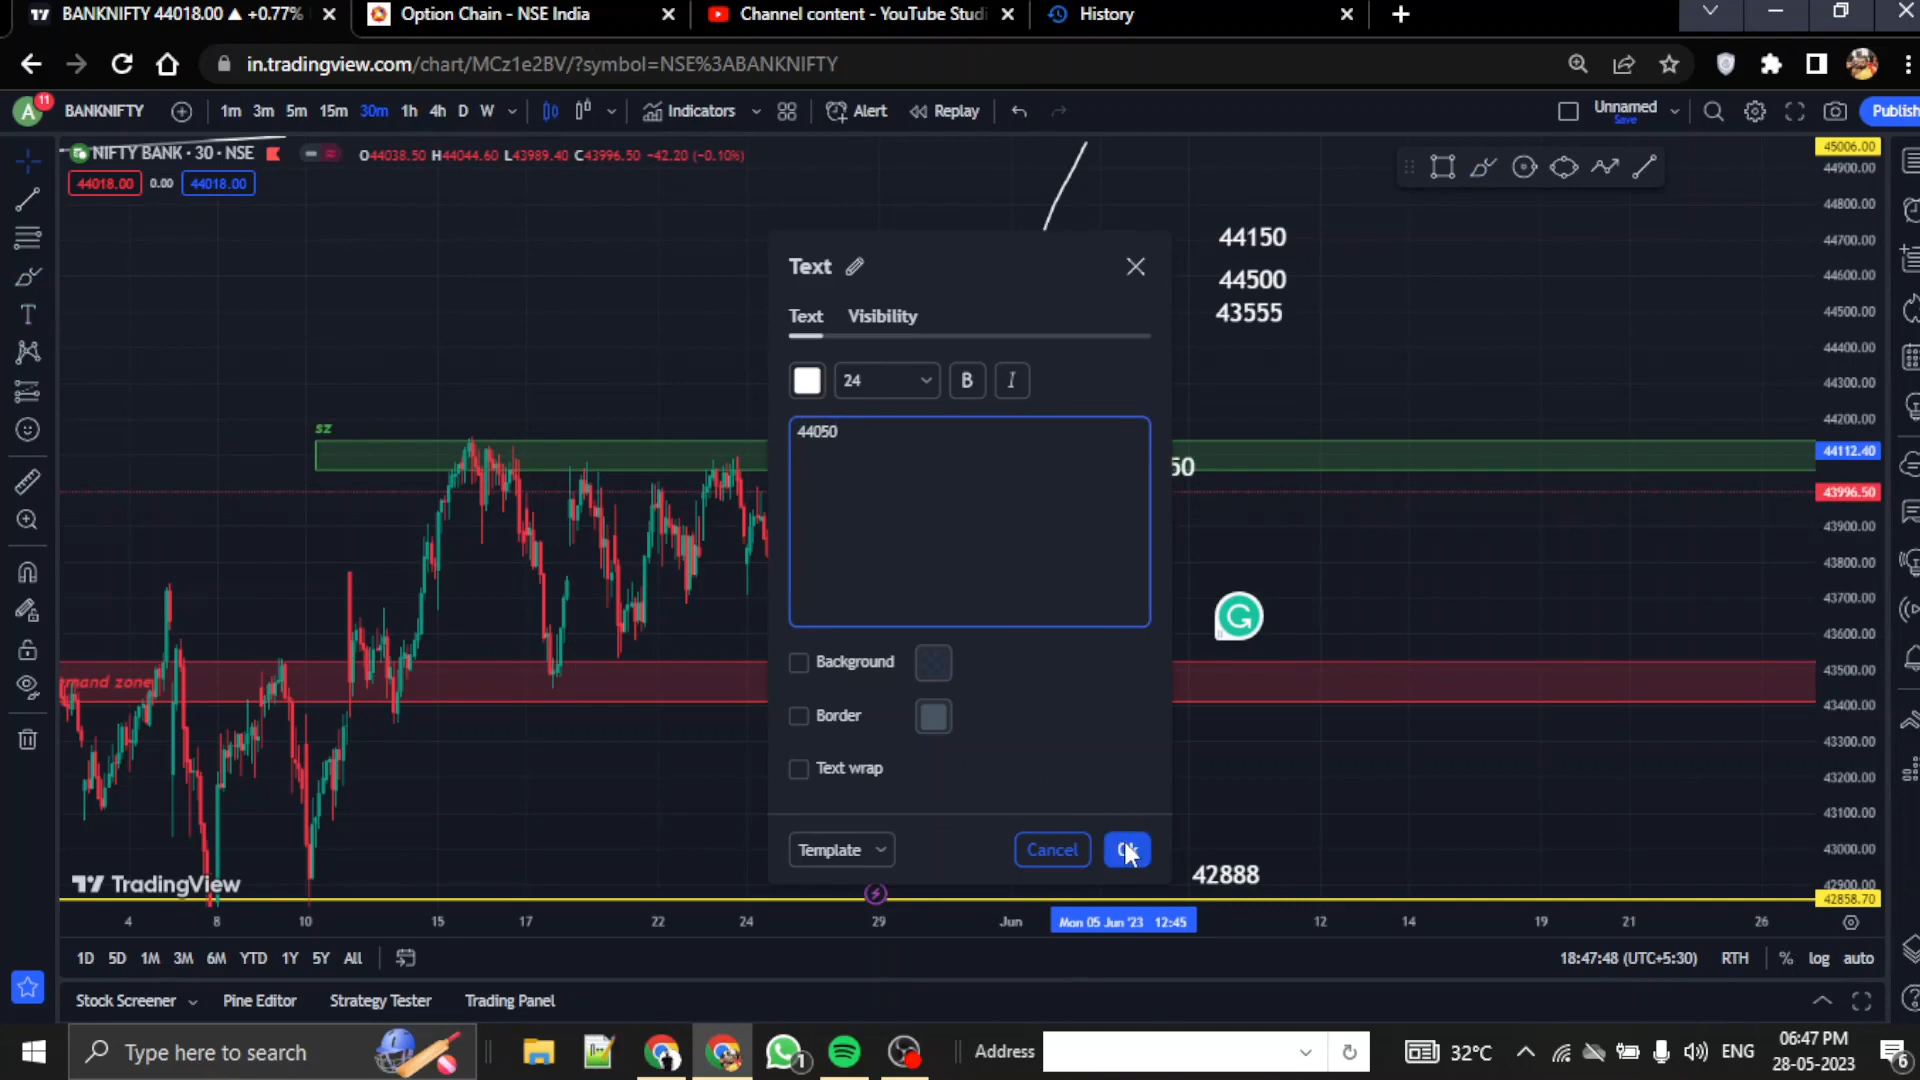 BANKNIFTY 44018.00 ▲ +0.77%
Option Chain - NSE India
Channel content - YouTube Studi
History
in.tradingview.com/chart/MCz1e2BV/?symbol=NSE%3ABANKNIFTY
A
11
BANKNIFTY
1m 3m 5m 15m 30m 1h 4h D W
Indicators
Alert
Replay
Unnamed
Save
Publish
NIFTY BANK · 30 · NSE
O44038.50 H44044.60 L43989.40 C43996.50 -42.20 (-0.10%)
44018.00 0.00 44018.00
45006.00
44900.00
44800.00
44700.00
44600.00
44500.00
44400.00
44300.00
44200.00
44112.40
43996.50
43900.00
43800.00
43700.00
43600.00
43500.00
43400.00
43300.00
43200.00
43100.00
43000.00
42900.00
42858.70
44150
44500
43555
50
42888
sz
mand zone
Text
Text Visibility
24 B I
44050
Background
Border
Text wrap
Template
Cancel
Ok
TradingView
4 8 10 15 17 22 24 29 Jun Mon 05 Jun '23 12:45 12 14 19 21 26
1D 5D 1M 3M 6M YTD 1Y 5Y All
18:47:48 (UTC+5:30) RTH % log auto
Stock Screener Pine Editor Strategy Tester Trading Panel
Type here to search
1
Address
32°C
ENG
06:47 PM
28-05-2023
6